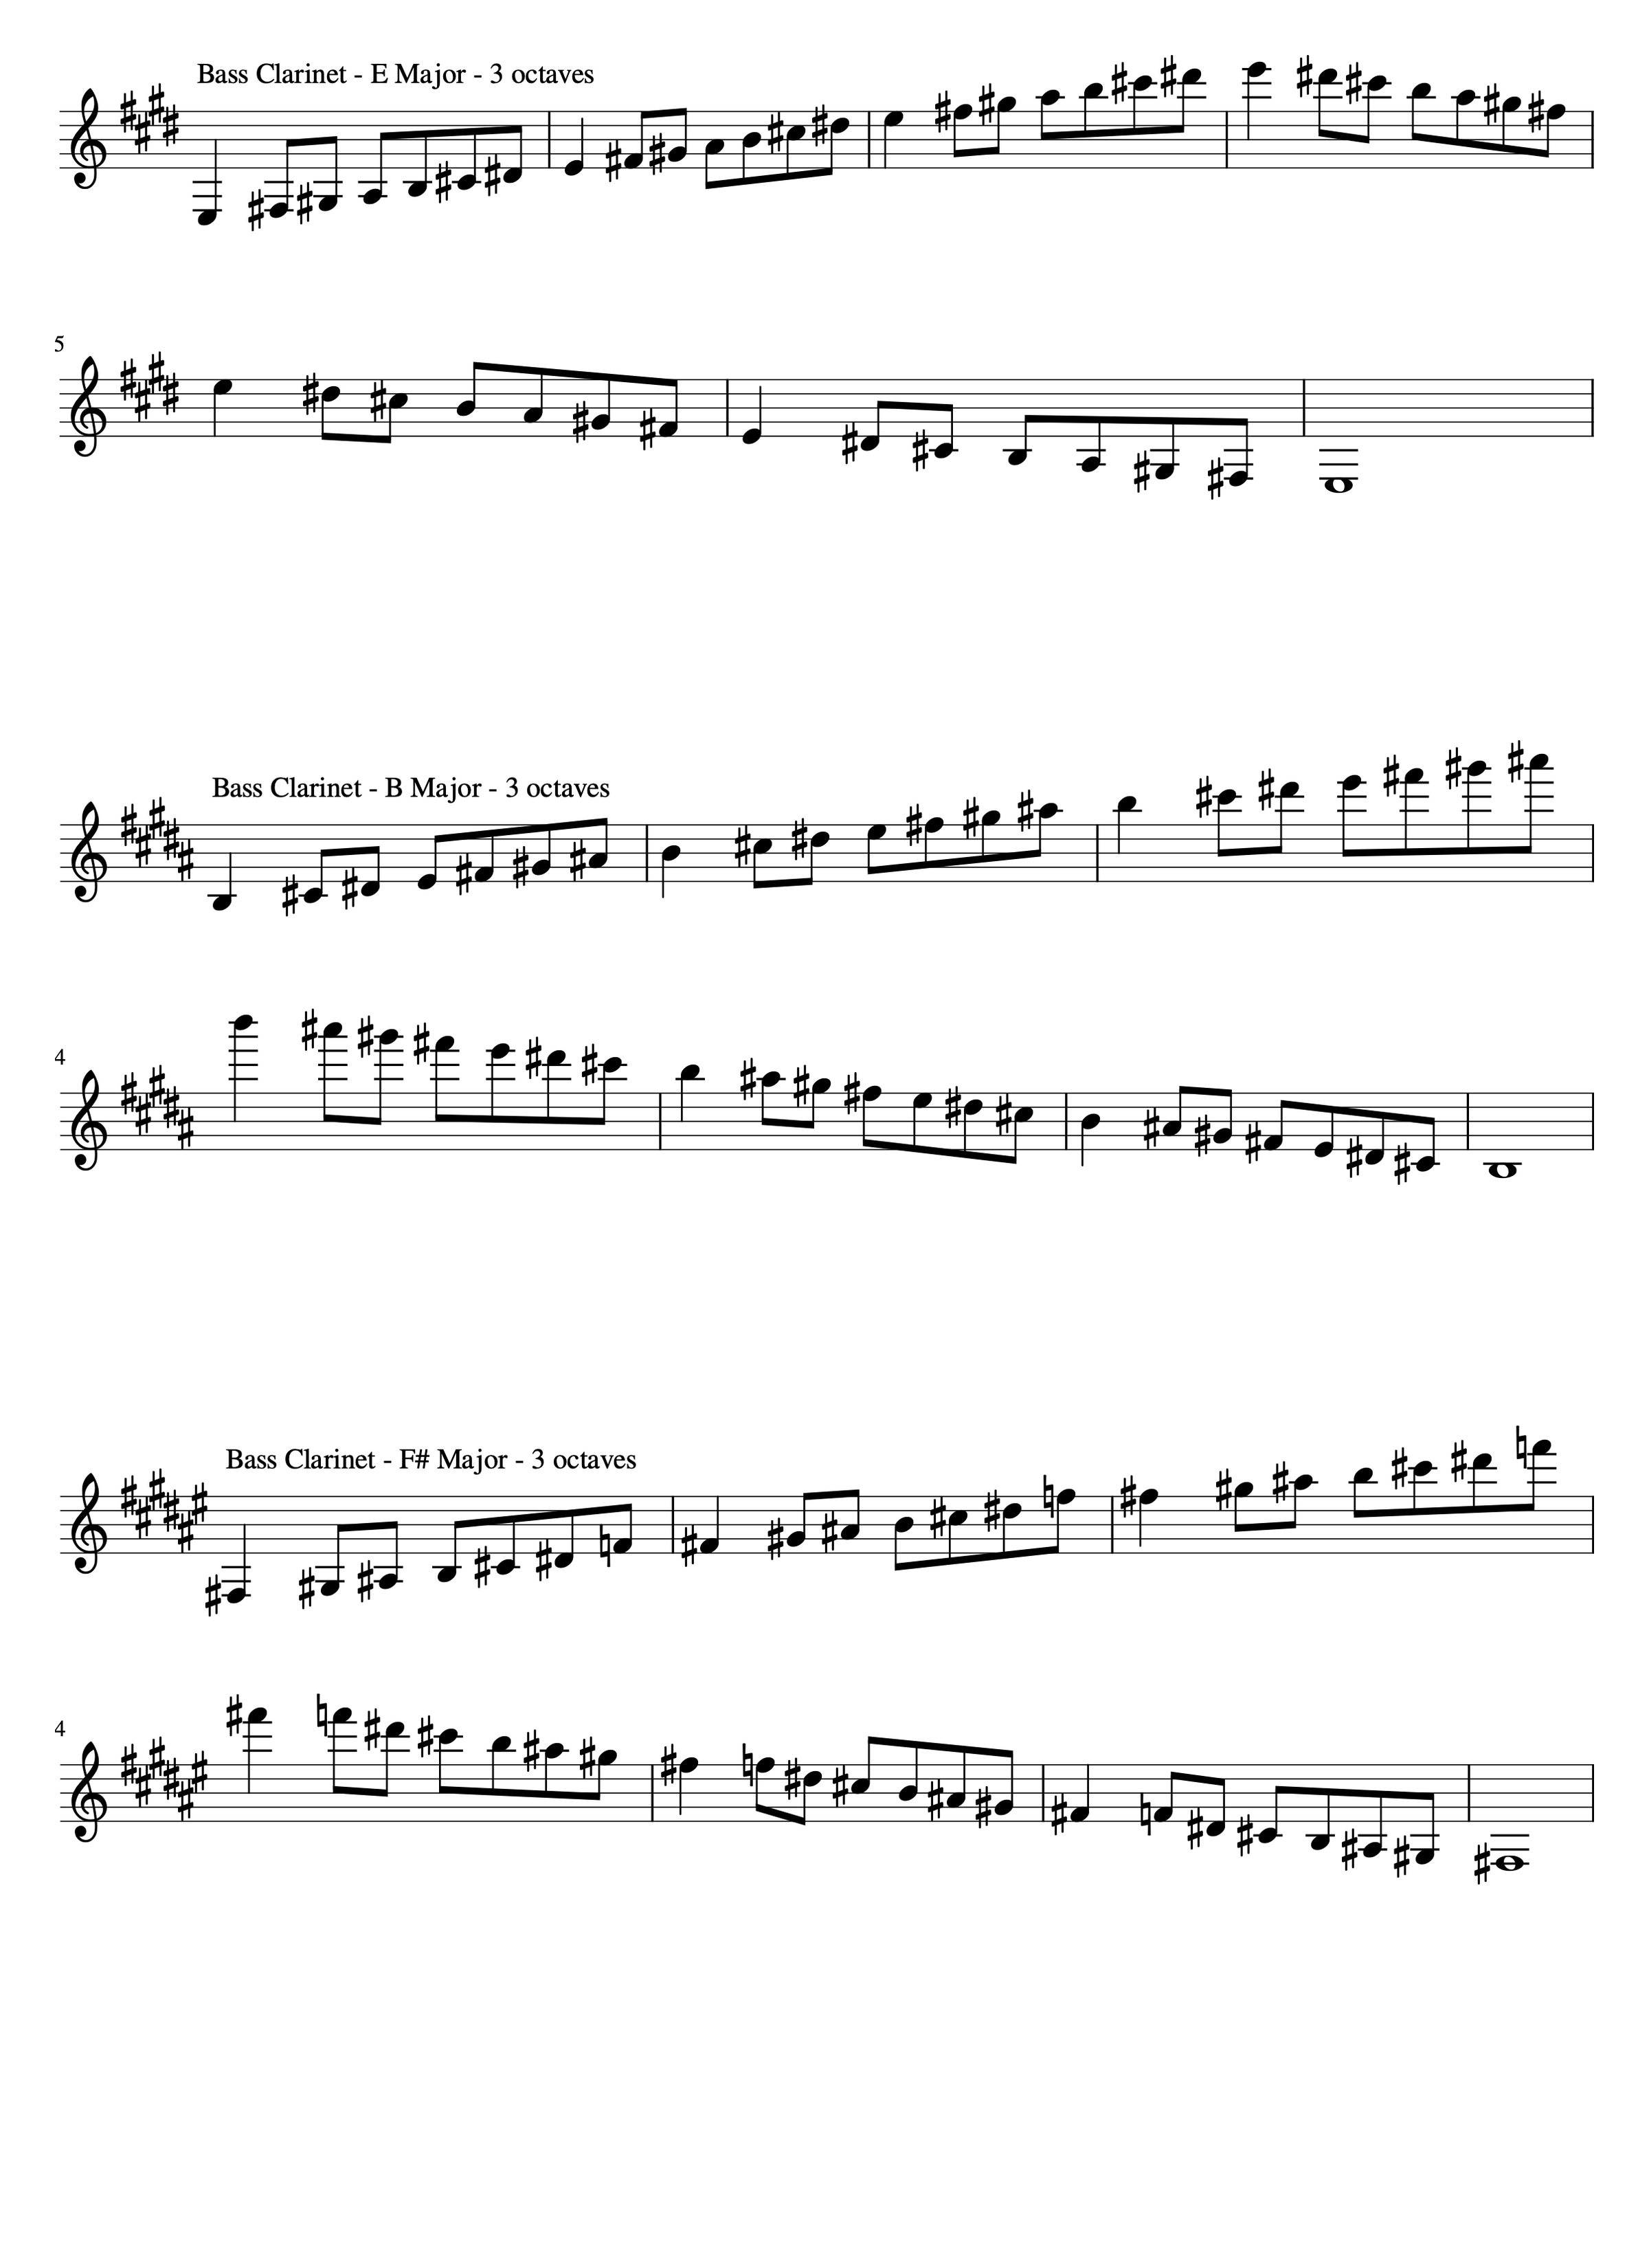 Bass Clarinet - E Major - 3 octaves
5
Bass Clarinet - B Major - 3 octaves
4
Bass Clarinet - F# Major - 3 octaves
4